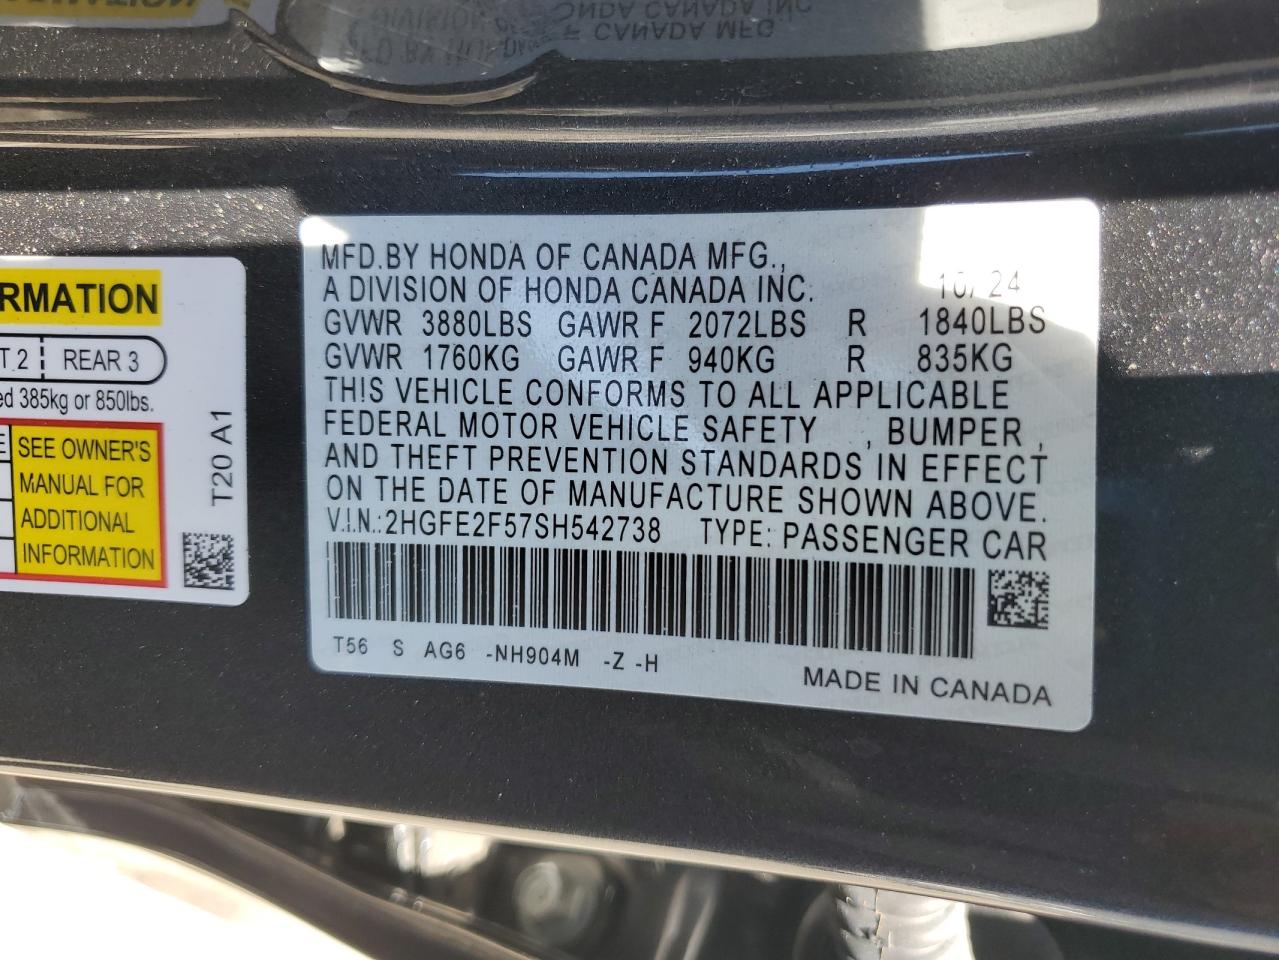 MFD.BY HONDA OF CANADA MFG.,
A DIVISION OF HONDA CANADA INC. 10/24
GVWR 3880LBS GAWR F 2072LBS R 1840LBS
GVWR 1760KG GAWR F 940KG R 835KG
THIS VEHICLE CONFORMS TO ALL APPLICABLE
FEDERAL MOTOR VEHICLE SAFETY , BUMPER ,
AND THEFT PREVENTION STANDARDS IN EFFECT
ON THE DATE OF MANUFACTURE SHOWN ABOVE.
V.I.N.:2HGFE2F57SH542738 TYPE: PASSENGER CAR
T56 S AG6 -NH904M -Z -H
MADE IN CANADA
RMATION
T 2 REAR 3
ed 385kg or 850lbs.
SEE OWNER'S
MANUAL FOR
ADDITIONAL
INFORMATION
T20 A1